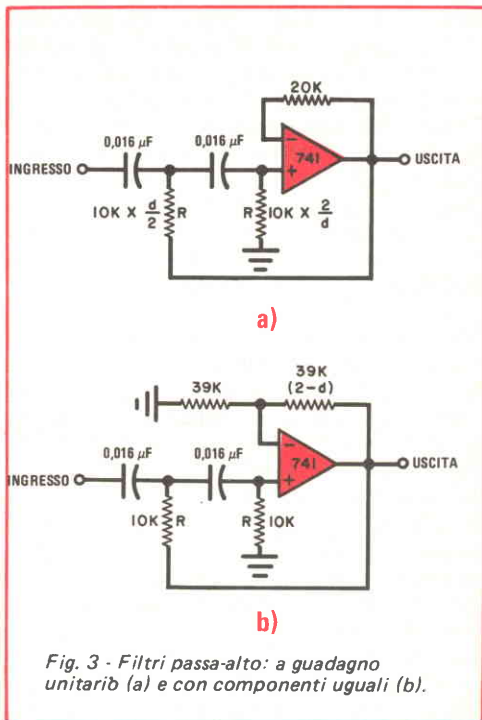 20K
0,016 µF
0,016 µF
INGRESSO
741
USCITA
10K X d/2
R
R
10K X 2/d
a)
39K
39K
(2-d)
0,016 µF
0,016 µF
INGRESSO
741
USCITA
10K
R
R
10K
b)
Fig. 3 - Filtri passa-alto: a guadagno
unitario (a) e con componenti uguali (b).